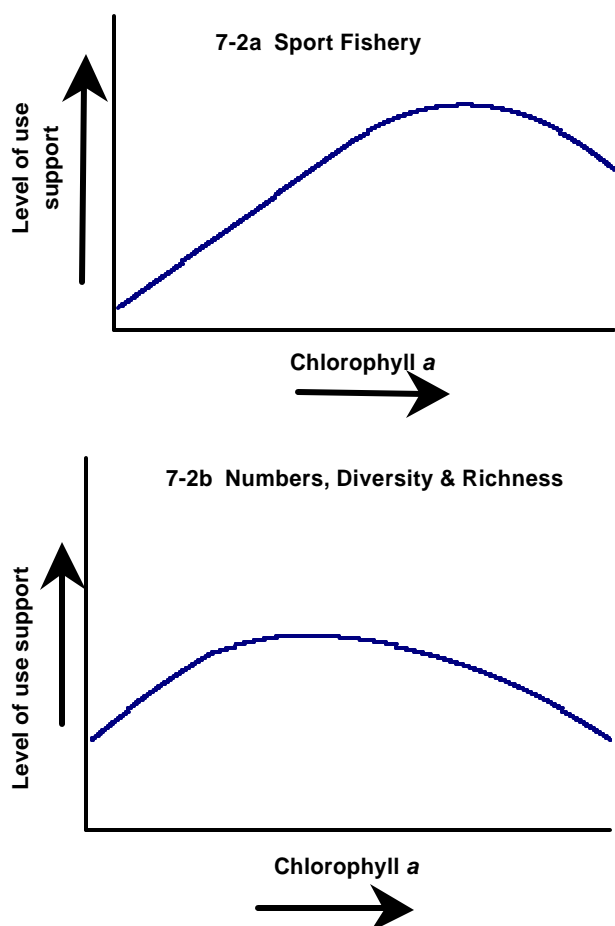 7-2a Sport Fishery
Level of use
support
Chlorophyll a
7-2b Numbers, Diversity & Richness
Level of use support
Chlorophyll a